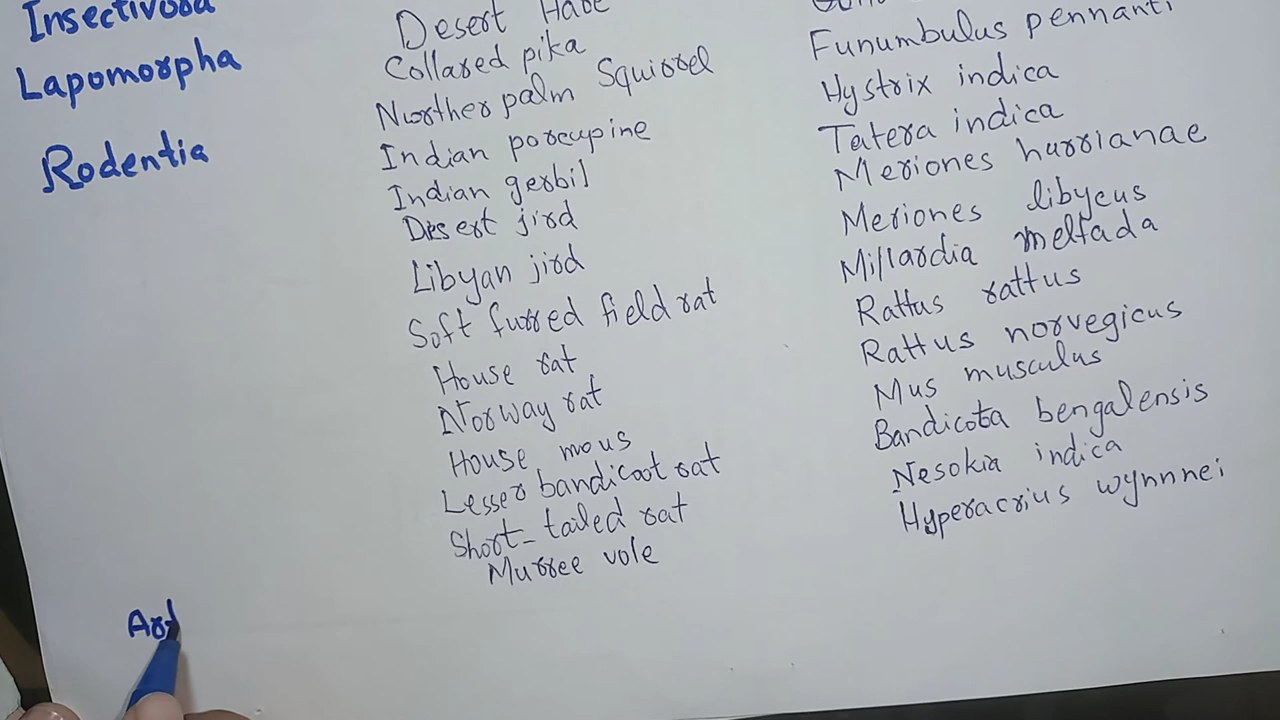 Insectivora
Lapomorpha
Rodentia
Desert Hare
Collared pika
Norther palm Squirrel
Indian porcupine
Indian gerbil
Desert jird
Libyan jird
Soft furred field rat
House rat
Norway rat
House mous
Lesser bandicoot rat
Short-tailed rat
Murree vole
Funumbulus pennanti
Hystrix indica
Tatera indica
Meriones hurrianae
Meriones libycus
Millardia meltada
Rattus rattus
Rattus norvegicus
Mus musculus
Bandicota bengalensis
Nesokia indica
Hyperacrius wynnnei